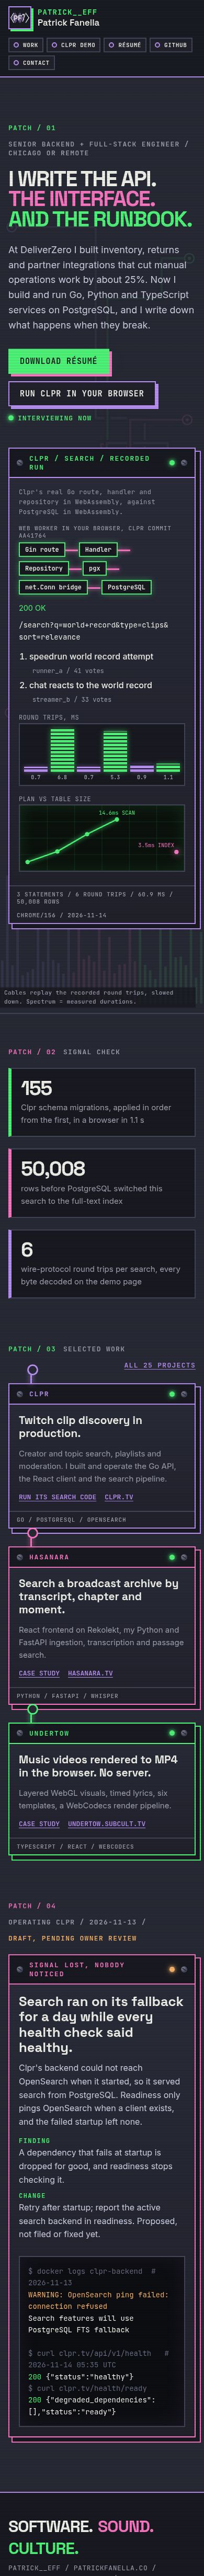 PATRICK__EFF
Patrick Fanella
WORK
CLPR DEMO
RÉSUMÉ
GITHUB
CONTACT
PATCH / 01
SENIOR BACKEND + FULL-STACK ENGINEER /
CHICAGO OR REMOTE
I WRITE THE API.
THE INTERFACE.
AND THE RUNBOOK.
At DeliverZero I built inventory, returns
and partner integrations that cut manual
operations work by about 25%. Now I
build and run Go, Python and TypeScript
services on PostgreSQL, and I write down
what happens when they break.
DOWNLOAD RÉSUMÉ
RUN CLPR IN YOUR BROWSER
INTERVIEWING NOW
CLPR / SEARCH / RECORDED
RUN
Clpr's real Go route, handler and
repository in WebAssembly, against
PostgreSQL in WebAssembly.
WEB WORKER IN YOUR BROWSER, CLPR COMMIT
AA41764
Gin route
Handler
Repository
pgx
net.Conn bridge
PostgreSQL
200 OK
/search?q=world+record&type=clips&
sort=relevance
1. speedrun world record attempt
runner_a / 41 votes
2. chat reacts to the world record
streamer_b / 33 votes
ROUND TRIPS, MS
0.7
6.8
0.7
5.3
0.9
1.1
PLAN VS TABLE SIZE
14.6ms SCAN
3.5ms INDEX
3 STATEMENTS / 6 ROUND TRIPS / 60.9 MS /
50,008 ROWS
CHROME/156 / 2026-11-14
Cables replay the recorded round trips, slowed
down. Spectrum = measured durations.
PATCH / 02 SIGNAL CHECK
155
Clpr schema migrations, applied in order
from the first, in a browser in 1.1 s
50,008
rows before PostgreSQL switched this
search to the full-text index
6
wire-protocol round trips per search, every
byte decoded on the demo page
PATCH / 03 SELECTED WORK
ALL 25 PROJECTS
CLPR
Twitch clip discovery in
production.
Creator and topic search, playlists and
moderation. I built and operate the Go API,
the React client and the search pipeline.
RUN ITS SEARCH CODE CLPR.TV
GO / POSTGRESQL / OPENSEARCH
HASANARA
Search a broadcast archive by
transcript, chapter and
moment.
React frontend on Rekolekt, my Python and
FastAPI ingestion, transcription and passage
search.
CASE STUDY HASANARA.TV
PYTHON / FASTAPI / WHISPER
UNDERTOW
Music videos rendered to MP4
in the browser. No server.
Layered WebGL visuals, timed lyrics, six
templates, a WebCodecs render pipeline.
CASE STUDY UNDERTOW.SUBCULT.TV
TYPESCRIPT / REACT / WEBCODECS
PATCH / 04
OPERATING CLPR / 2026-11-13 /
DRAFT, PENDING OWNER REVIEW
SIGNAL LOST, NOBODY
NOTICED
Search ran on its fallback
for a day while every
health check said
healthy.
Clpr's backend could not reach
OpenSearch when it started, so it served
search from PostgreSQL. Readiness only
pings OpenSearch when a client exists,
and the failed startup left none.
FINDING
A dependency that fails at startup is
dropped for good, and readiness stops
checking it.
CHANGE
Retry after startup; report the active
search backend in readiness. Proposed,
not filed or fixed yet.
$ docker logs clpr-backend #
2026-11-13
WARNING: OpenSearch ping failed:
connection refused
Search features will use
PostgreSQL FTS fallback
$ curl clpr.tv/api/v1/health #
2026-11-14 05:35 UTC
200 {"status":"healthy"}
$ curl clpr.tv/health/ready
200 {"degraded_dependencies":
[],"status":"ready"}
SOFTWARE. SOUND.
CULTURE.
PATRICK__EFF / PATRICKFANELLA.CO /